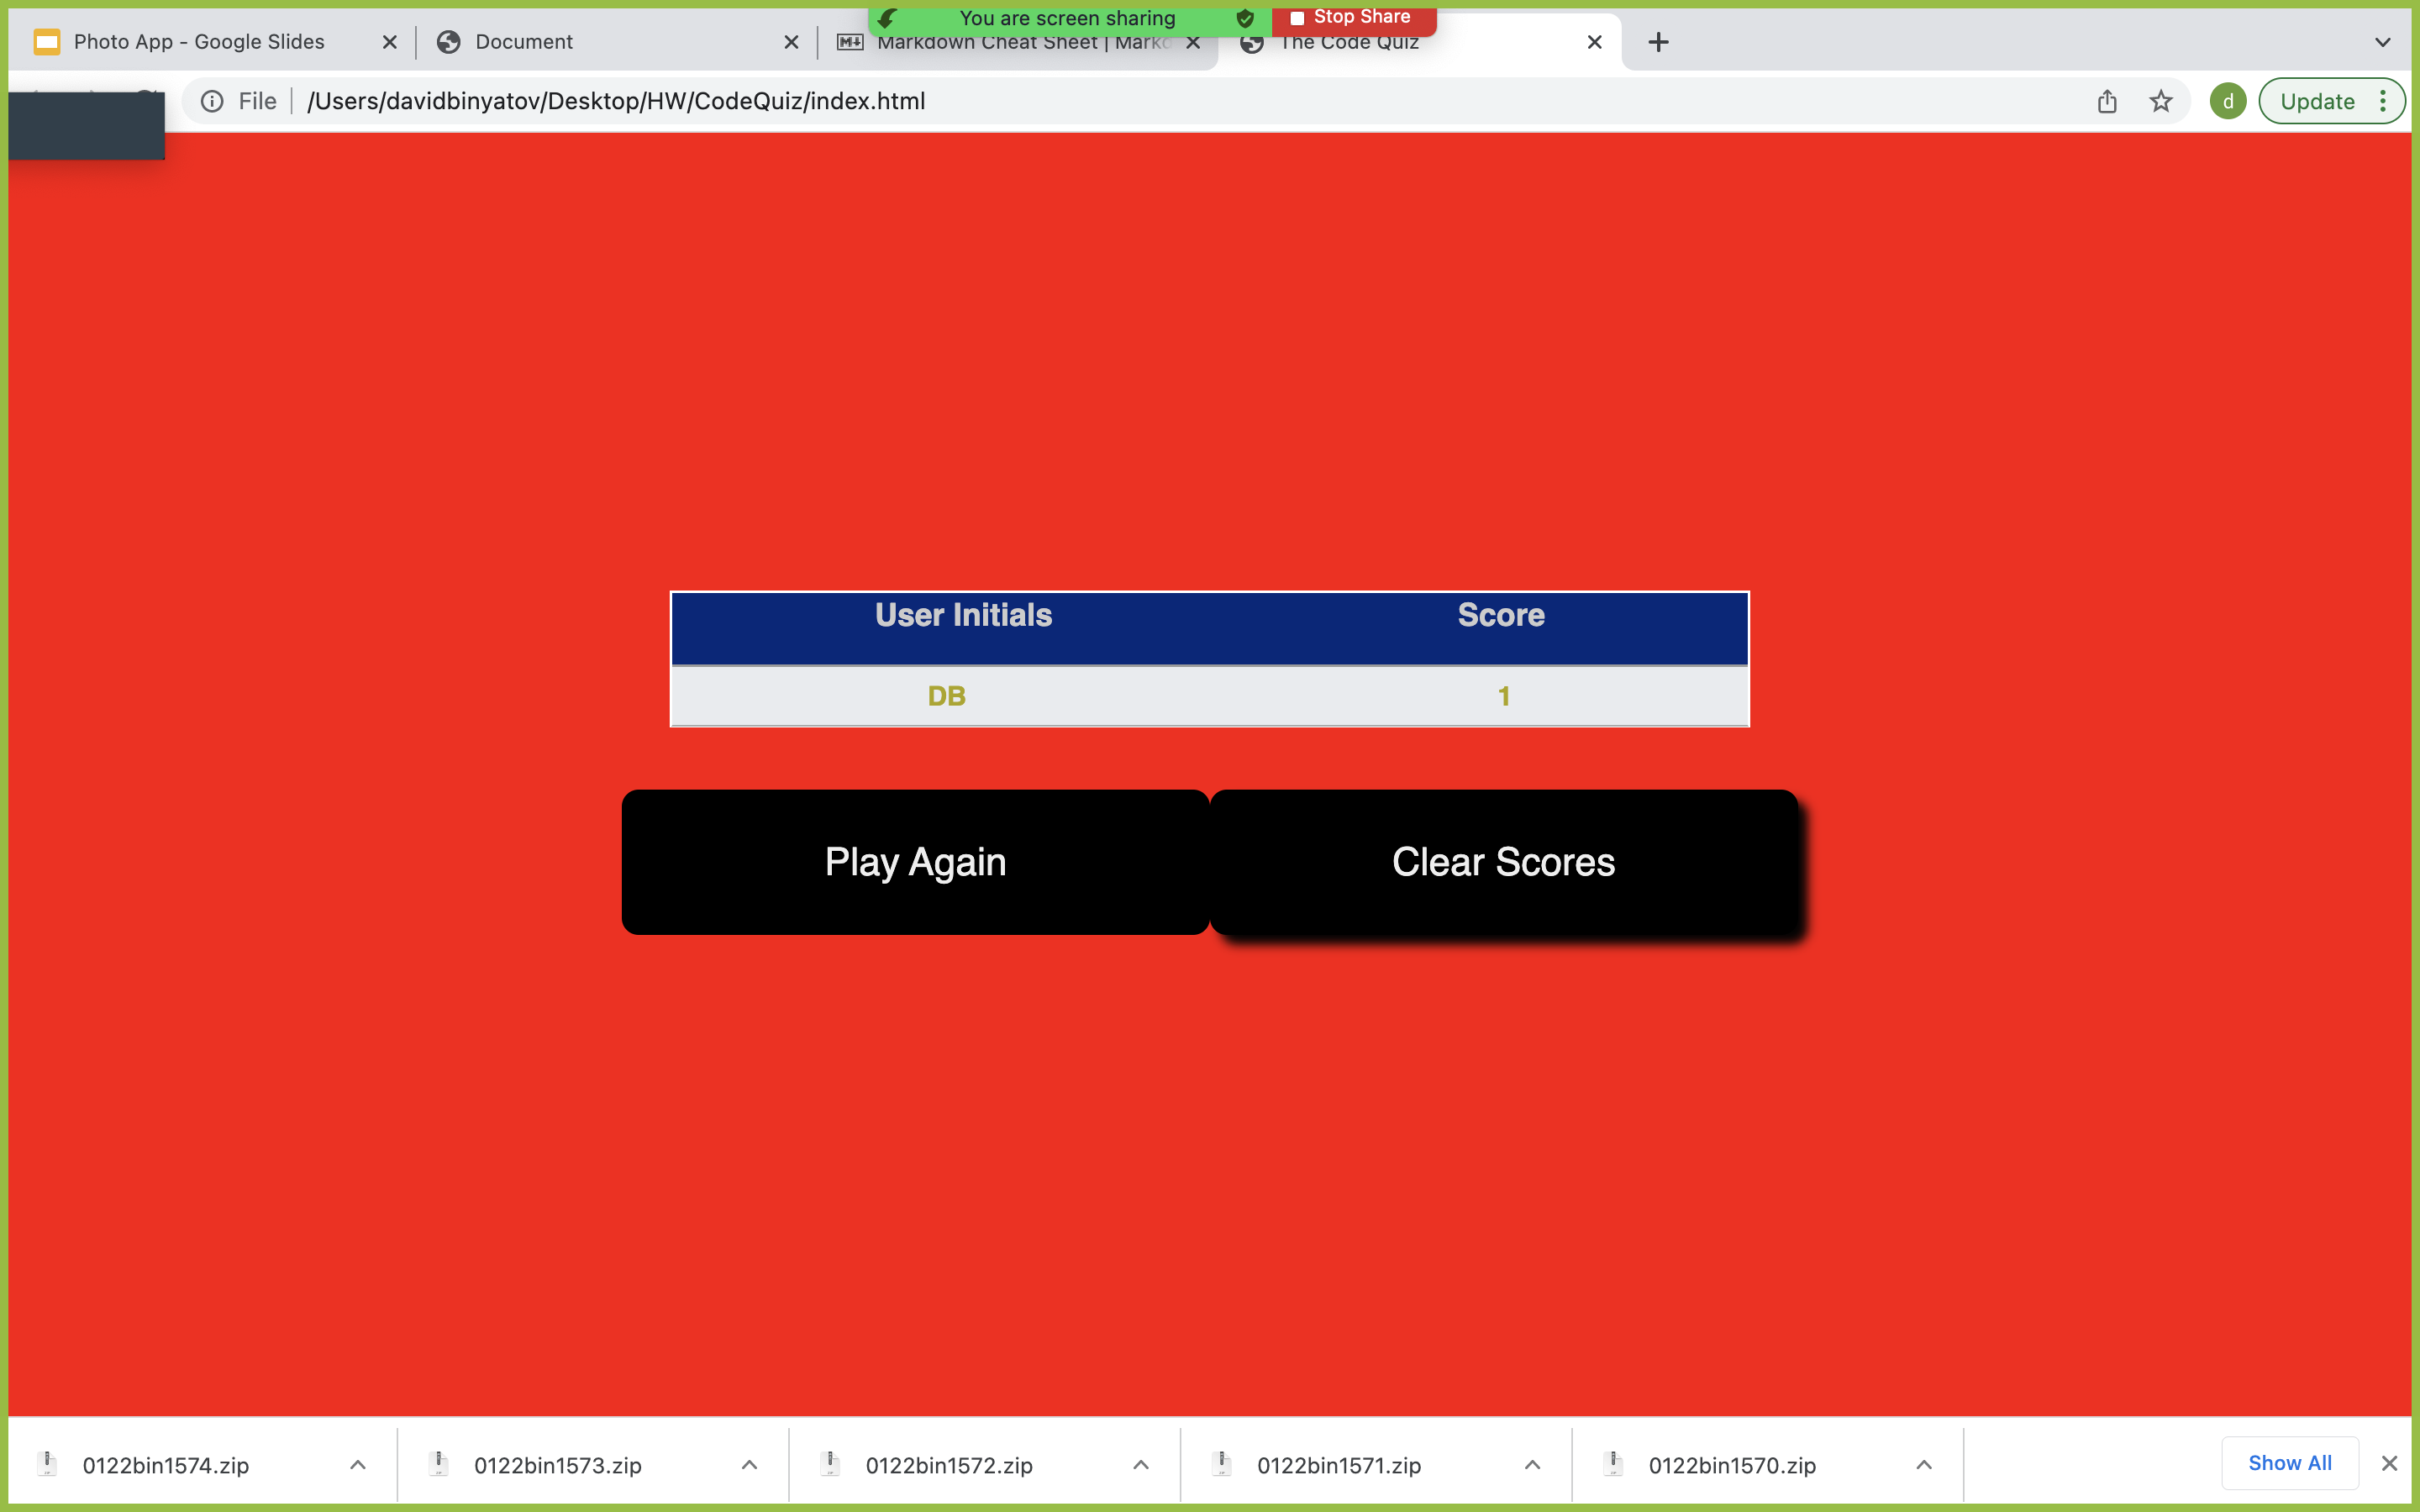 You are screen sharing Stop Share
Photo App - Google Slides Document Markdown Cheat Sheet | Markd The Code Quiz
File /Users/davidbinyatov/Desktop/HW/CodeQuiz/index.html d Update
User Initials Score
DB 1
Play Again Clear Scores
0122bin1574.zip 0122bin1573.zip 0122bin1572.zip 0122bin1571.zip 0122bin1570.zip Show All